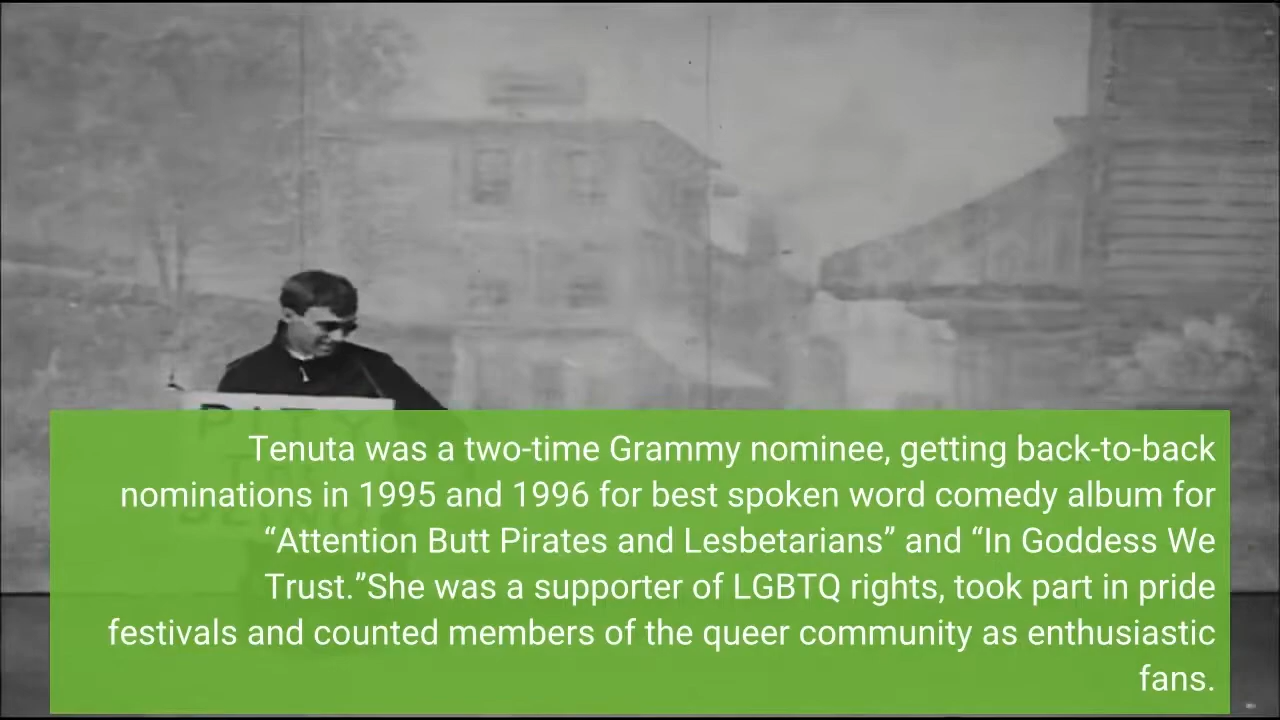 PITY
Tenuta was a two-time Grammy nominee, getting back-to-back
nominations in 1995 and 1996 for best spoken word comedy album for
“Attention Butt Pirates and Lesbetarians” and “In Goddess We
Trust.”She was a supporter of LGBTQ rights, took part in pride
festivals and counted members of the queer community as enthusiastic
fans.